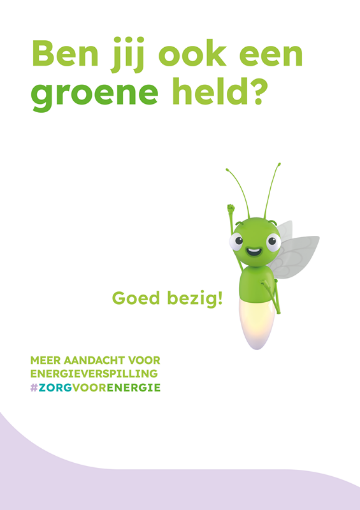 Ben jij ook een
groene held?
Goed bezig!
MEER AANDACHT VOOR
ENERGIEVERSPILLING
#ZORGVOORENERGIE